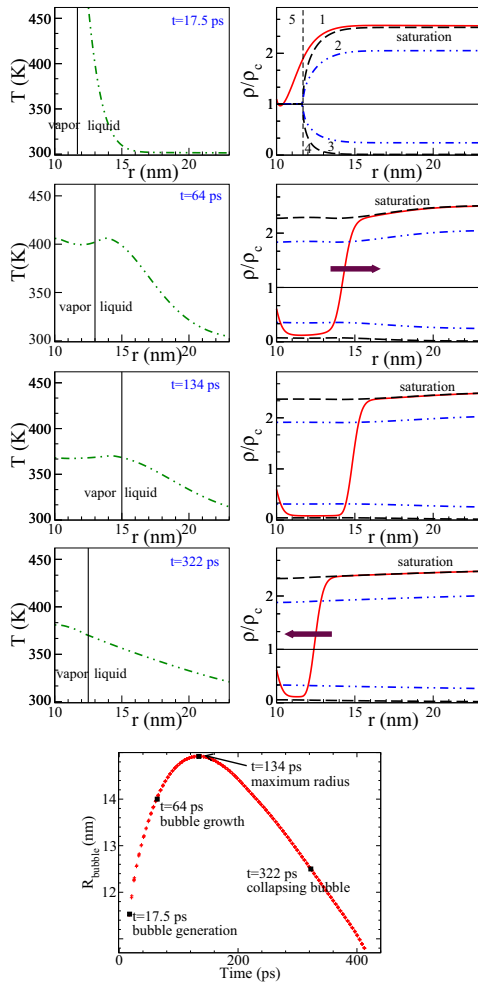 t=17.5 ps
450
400
350
300
T (K)
vapor liquid
10 15 20
r (nm)
5 1
2
saturation
4 3
2
1
0
ρ/ρc
10 15 20
r (nm)
t=64 ps
450
400
350
300
T(K)
vapor liquid
10 15 20
r (nm)
saturation
2
1
0
ρ/ρc
10 15 20
r (nm)
t=134 ps
450
400
350
300
T (K)
vapor liquid
10 15 20
r (nm)
saturation
2
1
0
ρ/ρc
10 15 20
r (nm)
t=322 ps
450
400
350
300
T (K)
vapor liquid
10 15 20
r (nm)
saturation
2
1
0
ρ/ρc
10 15 20
r (nm)
t=134 ps
maximum radius
t=64 ps
bubble growth
t=322 ps
collapsing bubble
t=17.5 ps
bubble generation
14
13
12
11
Rbubble (nm)
0 200 400
Time (ps)